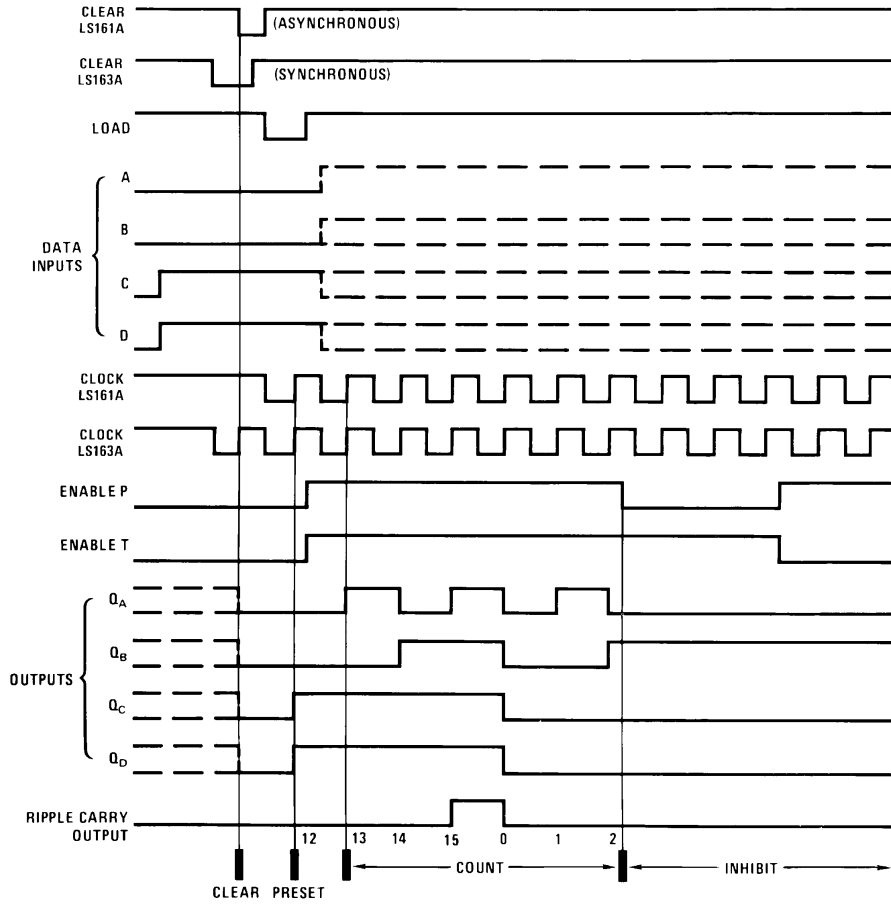 CLEAR
LS161A
(ASYNCHRONOUS)
CLEAR
LS163A
(SYNCHRONOUS)
LOAD
DATA
INPUTS
A
B
C
D
CLOCK
LS161A
CLOCK
LS163A
ENABLE P
ENABLE T
OUTPUTS
QA
QB
QC
QD
RIPPLE CARRY
OUTPUT
12 13 14 15 0 1 2
COUNT
INHIBIT
CLEAR PRESET